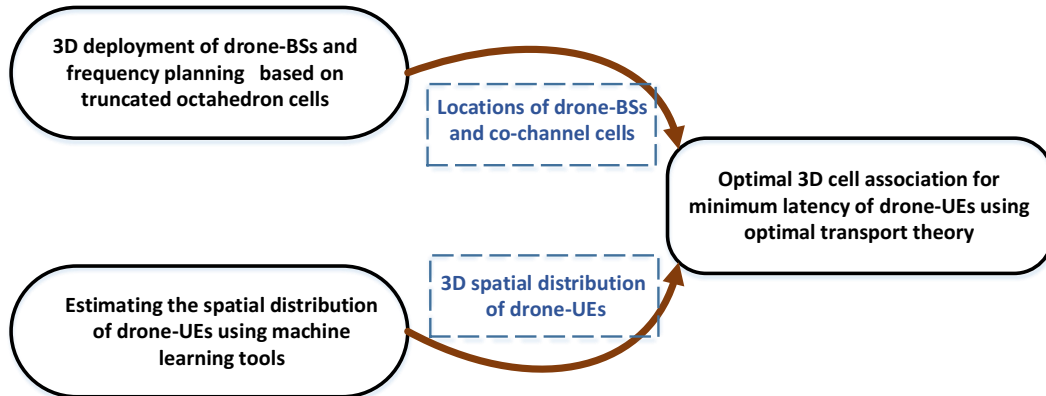 3D deployment of drone-BSs and
frequency planning based on
truncated octahedron cells
Locations of drone-BSs
and co-channel cells
Optimal 3D cell association for
minimum latency of drone-UEs using
optimal transport theory
3D spatial distribution
of drone-UEs
Estimating the spatial distribution
of drone-UEs using machine
learning tools